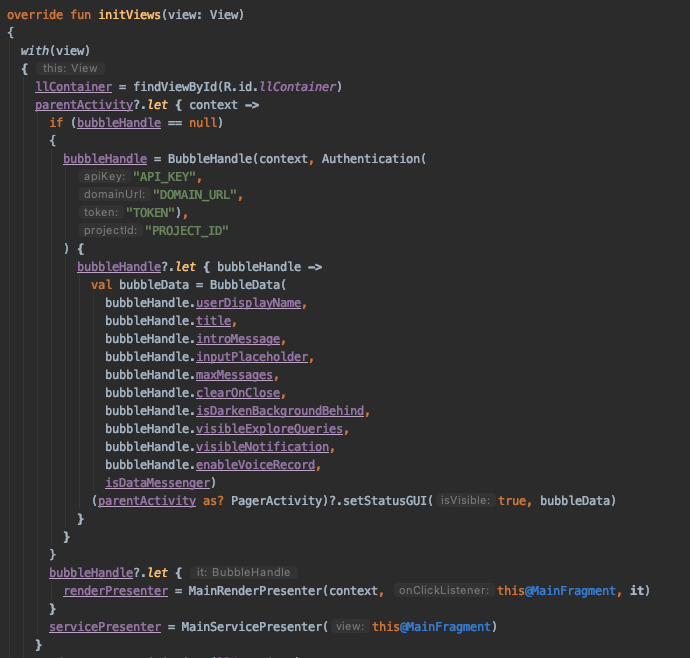 override fun initViews(view: View)
{
with(view)
{ this: View
llContainer = findViewById(R.id.llContainer)
parentActivity?.let { context ->
if (bubbleHandle == null)
{
bubbleHandle = BubbleHandle(context, Authentication(
apiKey: "API_KEY",
domainUrl: "DOMAIN_URL",
token: "TOKEN"),
projectId: "PROJECT_ID"
) {
bubbleHandle?.let { bubbleHandle ->
val bubbleData = BubbleData(
bubbleHandle.userDisplayName,
bubbleHandle.title,
bubbleHandle.introMessage,
bubbleHandle.inputPlaceholder,
bubbleHandle.maxMessages,
bubbleHandle.clearOnClose,
bubbleHandle.isDarkenBackgroundBehind,
bubbleHandle.visibleExploreQueries,
bubbleHandle.visibleNotification,
bubbleHandle.enableVoiceRecord,
isDataMessenger)
(parentActivity as? PagerActivity)?.setStatusGUI( isVisible: true, bubbleData)
}
}
}
bubbleHandle?.let { it: BubbleHandle
renderPresenter = MainRenderPresenter(context, onClickListener: this@MainFragment, it)
}
servicePresenter = MainServicePresenter( view: this@MainFragment)
}